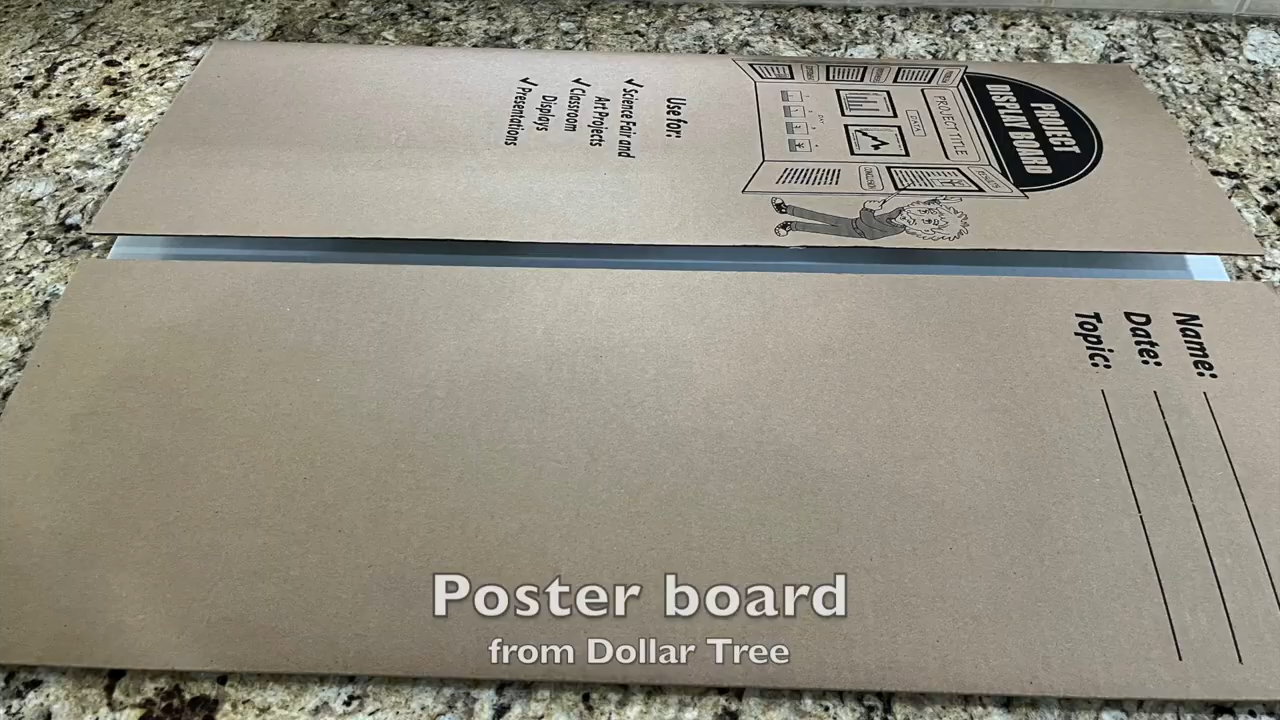 PROJECT
DISPLAY BOARD
PROJECT TITLE
RESULTS
Use for:
✓ Science Fair and
Art Projects
✓ Classroom
Displays
✓ Presentations
Name:
Date:
Topic:
Poster board
from Dollar Tree